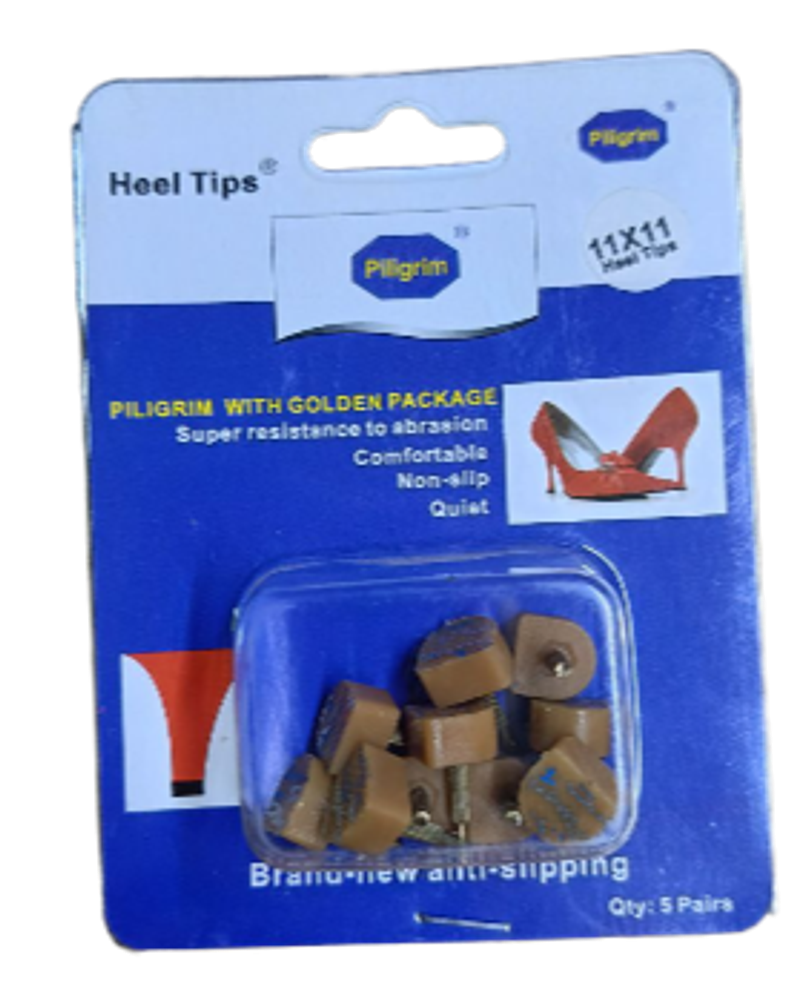 Piligrim ®
Heel Tips®
11X11
Heel Tips
Piligrim ®
PILIGRIM WITH GOLDEN PACKAGE
Super resistance to abrasion
Comfortable
Non-slip
Quiet
Brand-new anti-slipping
Qty: 5 Pairs